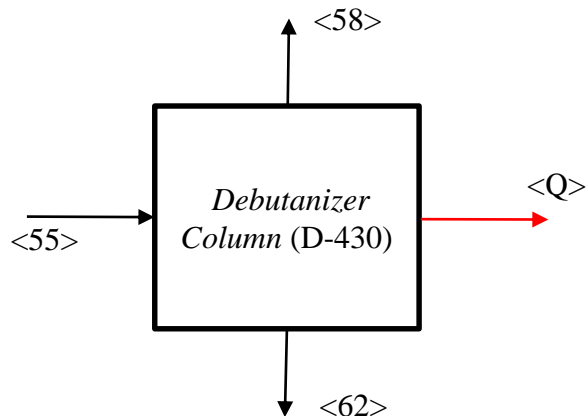 <58>
<Q>
Debutanizer
Column (D-430)
<55>
<62>